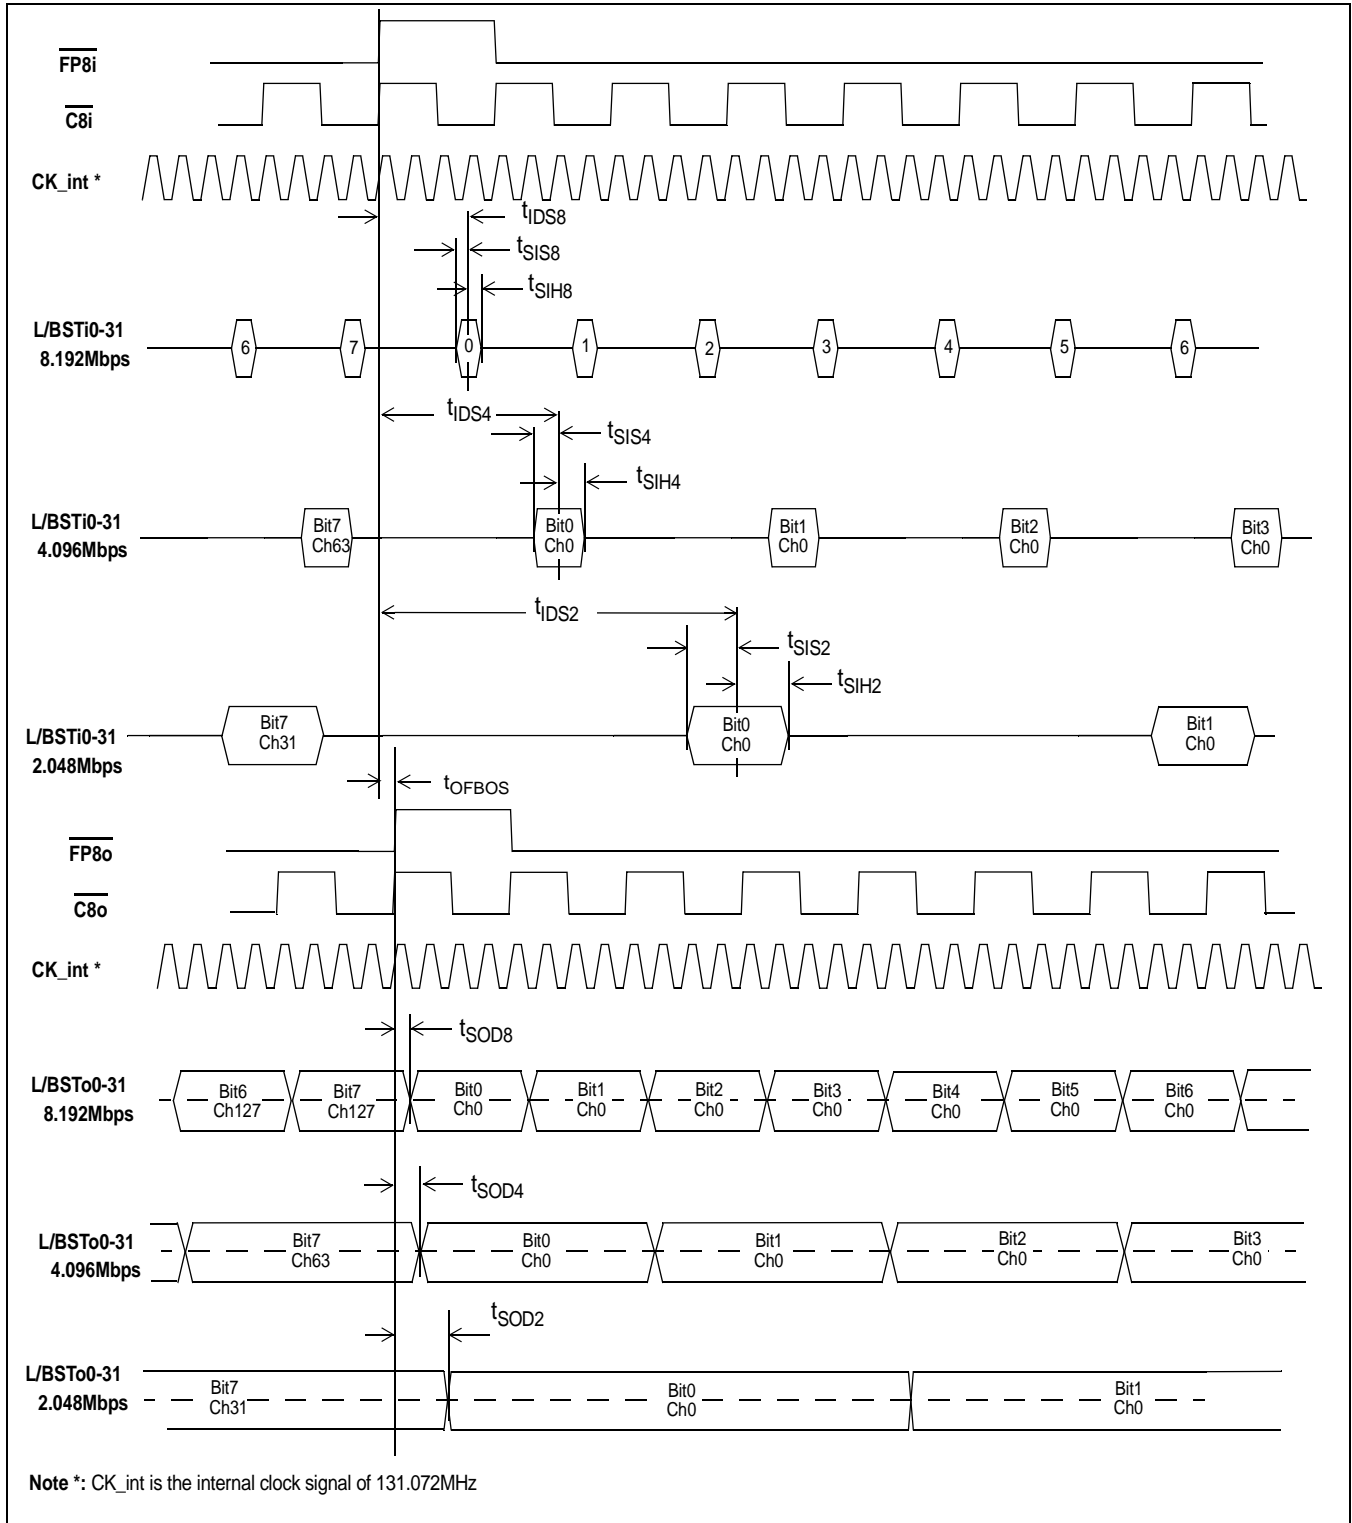 FP8i
C8i
CK_int *
tIDS8
tSIS8
tSIH8
L/BSTi0-31
8.192Mbps
6 7 0 1 2 3 4 5 6
tIDS4
tSIS4
tSIH4
L/BSTi0-31
4.096Mbps
Bit7 Bit0 Bit1 Bit2 Bit3
Ch63 Ch0 Ch0 Ch0 Ch0
tIDS2
tSIS2
tSIH2
L/BSTi0-31
2.048Mbps
Bit7 Bit0 Bit1
Ch31 Ch0 Ch0
tOFBOS
FP8o
C8o
CK_int *
tSOD8
L/BSTo0-31
8.192Mbps
Bit6 Bit7 Bit0 Bit1 Bit2 Bit3 Bit4 Bit5 Bit6
Ch127 Ch127 Ch0 Ch0 Ch0 Ch0 Ch0 Ch0 Ch0
tSOD4
L/BSTo0-31
4.096Mbps
Bit7 Bit0 Bit1 Bit2 Bit3
Ch63 Ch0 Ch0 Ch0 Ch0
tSOD2
L/BSTo0-31
2.048Mbps
Bit7 Bit0 Bit1
Ch31 Ch0 Ch0
Note *: CK_int is the internal clock signal of 131.072MHz